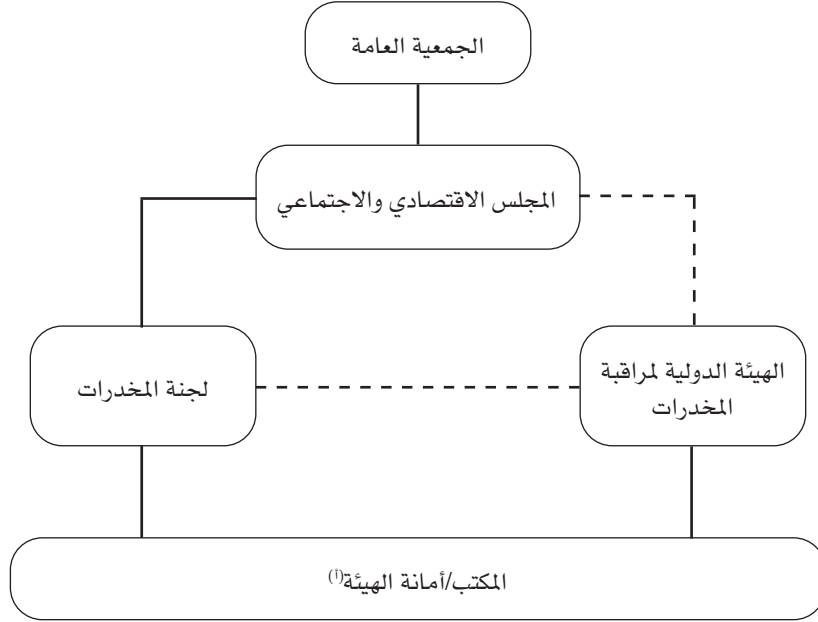 الجمعية العامة
المجلس الاقتصادي والاجتماعي
الهيئة الدولية لمراقبة
المخدرات
لجنة المخدرات
المكتب/أمانة الهيئة(أ)